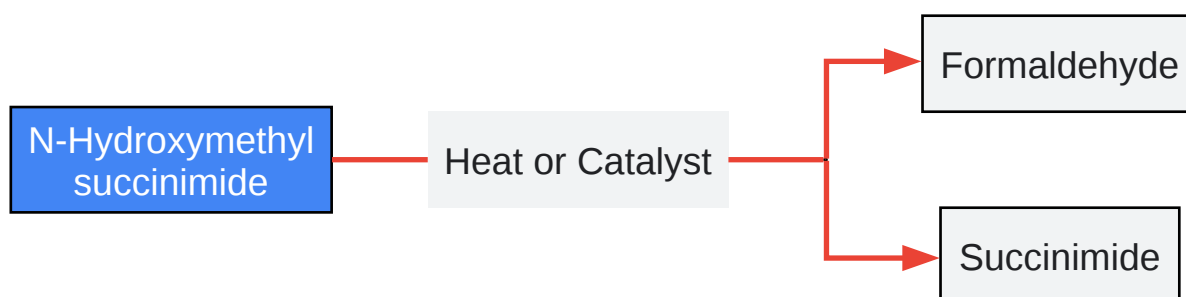 N-Hydroxymethyl
succinimide
Heat or Catalyst
Formaldehyde
Succinimide